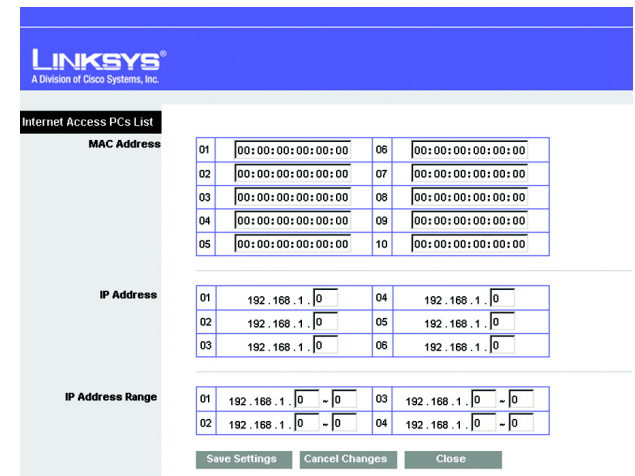 LINKSYS®
A Division of Cisco Systems, Inc.
Internet Access PCs List
MAC Address
01 00:00:00:00:00:00 06 00:00:00:00:00:00
02 00:00:00:00:00:00 07 00:00:00:00:00:00
03 00:00:00:00:00:00 08 00:00:00:00:00:00
04 00:00:00:00:00:00 09 00:00:00:00:00:00
05 00:00:00:00:00:00 10 00:00:00:00:00:00
IP Address
01 192.168.1.0 04 192.168.1.0
02 192.168.1.0 05 192.168.1.0
03 192.168.1.0 06 192.168.1.0
IP Address Range
01 192.168.1.0 ~ 0 03 192.168.1.0 ~ 0
02 192.168.1.0 ~ 0 04 192.168.1.0 ~ 0
Save Settings Cancel Changes Close